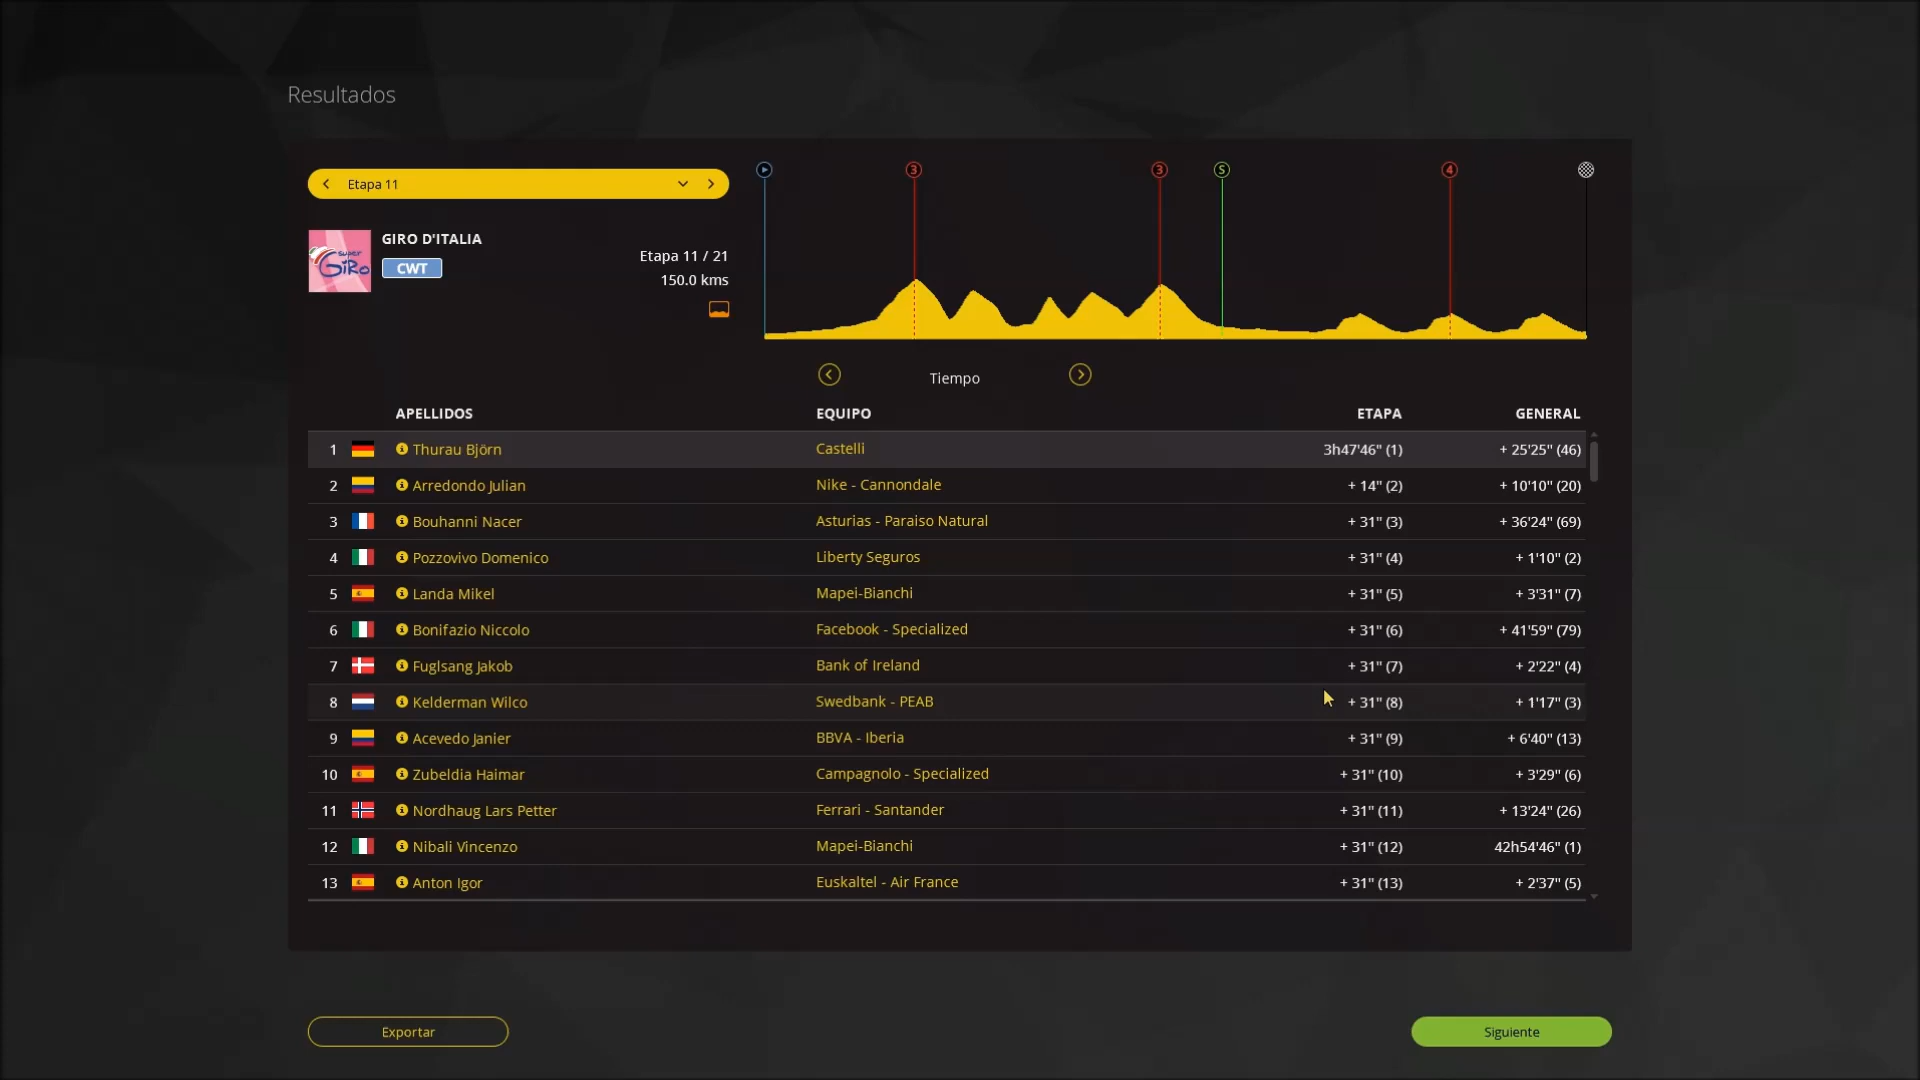 Resultados
Etapa 11
3 3 S 4
super Giro
GIRO D'ITALIA
CWT
Etapa 11 / 21
150.0 kms
Tiempo
APELLIDOS EQUIPO ETAPA GENERAL
1 Thurau Björn Castelli 3h47'46" (1) + 25'25" (46)
2 Arredondo Julian Nike - Cannondale + 14" (2) + 10'10" (20)
3 Bouhanni Nacer Asturias - Paraiso Natural + 31" (3) + 36'24" (69)
4 Pozzovivo Domenico Liberty Seguros + 31" (4) + 1'10" (2)
5 Landa Mikel Mapei-Bianchi + 31" (5) + 3'31" (7)
6 Bonifazio Niccolo Facebook - Specialized + 31" (6) + 41'59" (79)
7 Fuglsang Jakob Bank of Ireland + 31" (7) + 2'22" (4)
8 Kelderman Wilco Swedbank - PEAB + 31" (8) + 1'17" (3)
9 Acevedo Janier BBVA - Iberia + 31" (9) + 6'40" (13)
10 Zubeldia Haimar Campagnolo - Specialized + 31" (10) + 3'29" (6)
11 Nordhaug Lars Petter Ferrari - Santander + 31" (11) + 13'24" (26)
12 Nibali Vincenzo Mapei-Bianchi + 31" (12) 42h54'46" (1)
13 Anton Igor Euskaltel - Air France + 31" (13) + 2'37" (5)
Exportar
Siguiente